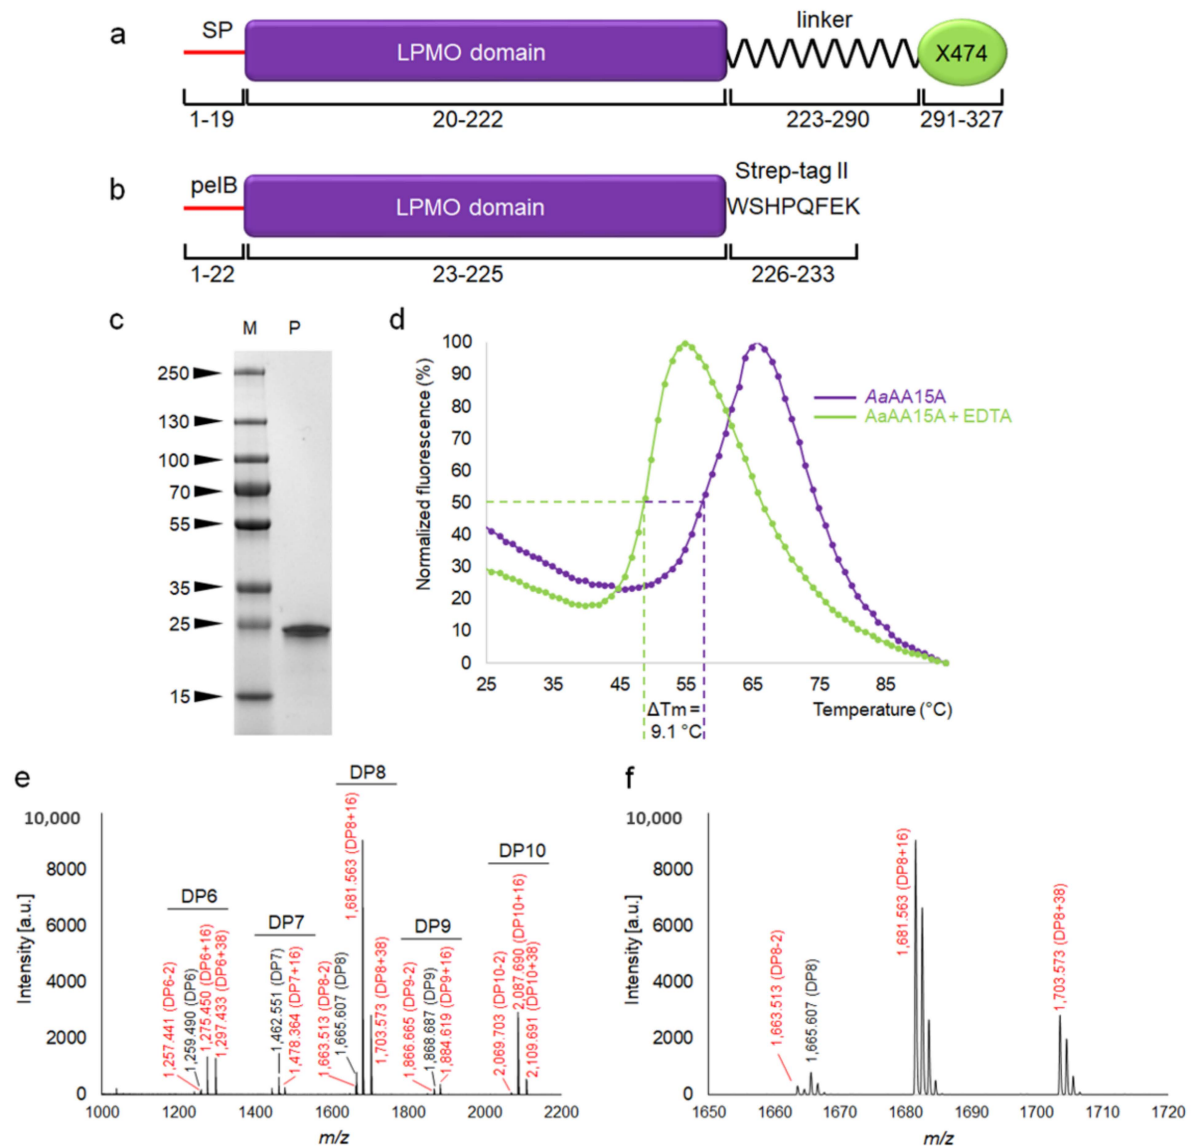 a
SP
LPMO domain
linker
X474
1-19
20-222
223-290
291-327
b
pelB
LPMO domain
Strep-tag II
WSHPQFEK
1-22
23-225
226-233
c
M P
250
130
100
70
55
35
25
15
d
Normalized fluorescence (%)
100
90
80
70
60
50
40
30
20
10
0
AaAA15A
AaAA15A + EDTA
25 35 45 55 65 75 85
ΔTm =
9.1 °C
Temperature (°C)
e
Intensity [a.u.]
10,000
8000
6000
4000
2000
0
DP6
1,257.441 (DP6-2)
1,259.490 (DP6)
1,275.450 (DP6+16)
1,297.433 (DP6+38)
DP7
1,462.551 (DP7)
1,478.364 (DP7+16)
DP8
1,663.513 (DP8-2)
1,665.607 (DP8)
1,681.563 (DP8+16)
1,703.573 (DP8+38)
DP9
1,866.665 (DP9-2)
1,868.687 (DP9)
1,884.619 (DP9+16)
DP10
2,069.703 (DP10-2)
2,087.690 (DP10+16)
2,109.691 (DP10+38)
1000 1200 1400 1600 1800 2000 2200
m/z
f
Intensity [a.u.]
10,000
8000
6000
4000
2000
0
1,663.513 (DP8-2)
1,665.607 (DP8)
1,681.563 (DP8+16)
1,703.573 (DP8+38)
1650 1660 1670 1680 1690 1700 1710 1720
m/z